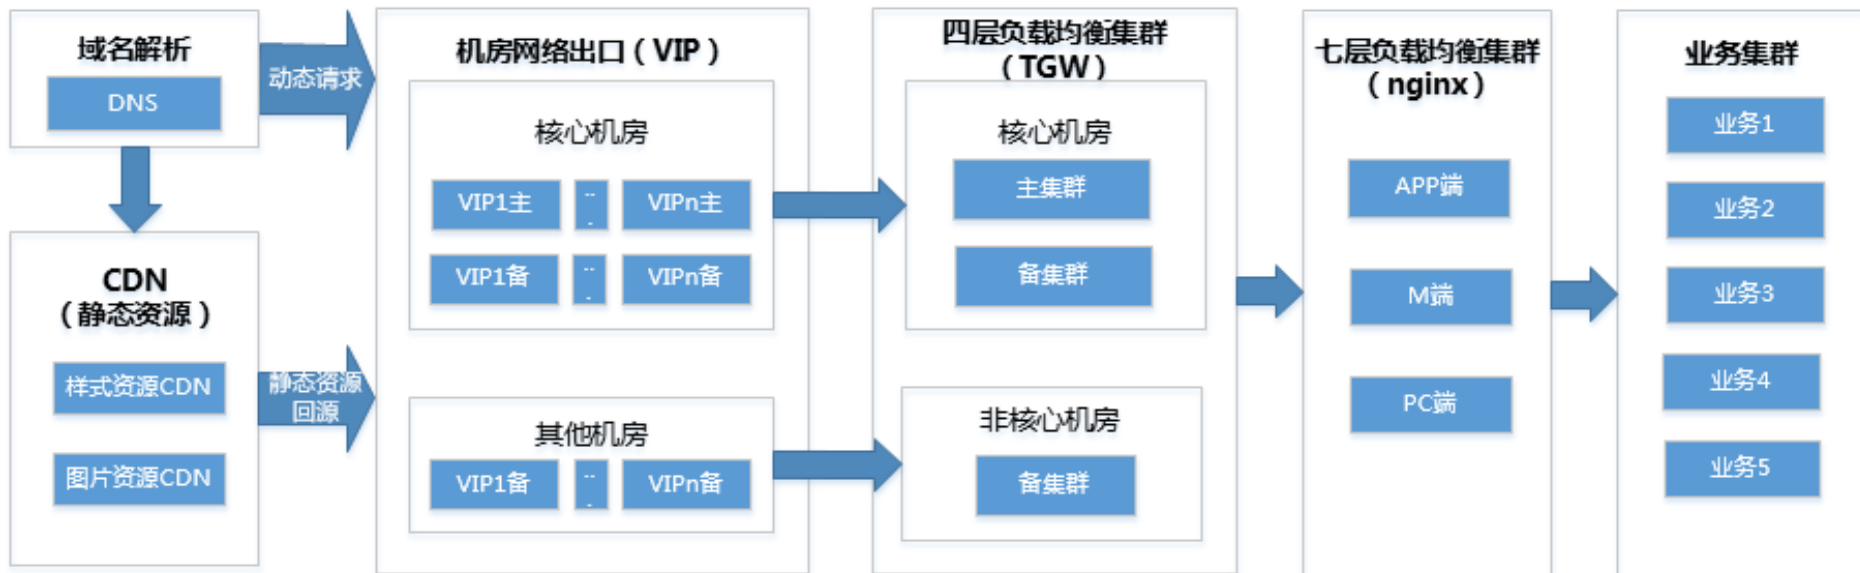 域名解析
DNS
动态请求
CDN
（静态资源）
样式资源CDN
图片资源CDN
静态资源
回源
机房网络出口（VIP）
核心机房
VIP1主
...
VIPn主
VIP1备
...
VIPn备
其他机房
VIP1备
...
VIPn备
四层负载均衡集群
（TGW）
核心机房
主集群
备集群
非核心机房
备集群
七层负载均衡集群
（nginx）
APP端
M端
PC端
业务集群
业务1
业务2
业务3
业务4
业务5